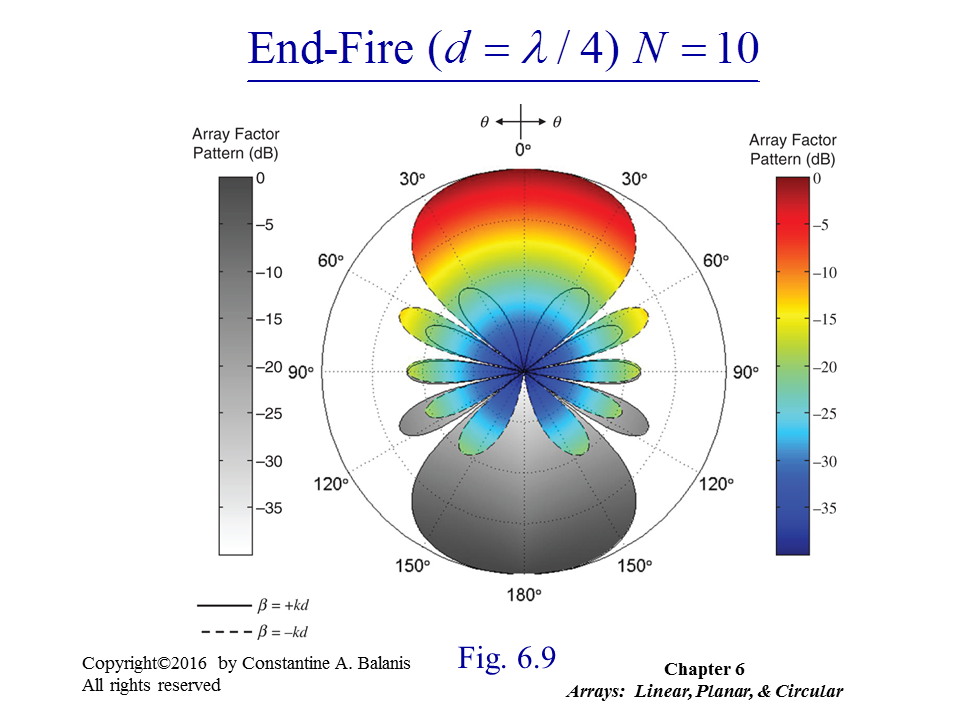 End-Fire (d = λ / 4) N = 10
θ θ
0°
Array Factor
Pattern (dB)
0
–5
–10
–15
–20
–25
–30
–35
Array Factor
Pattern (dB)
0
–5
–10
–15
–20
–25
–30
–35
30° 30°
60° 60°
90° 90°
120° 120°
150° 150°
180°
β = +kd
β = –kd
Fig. 6.9
Copyright©2016 by Constantine A. Balanis
All rights reserved
Chapter 6
Arrays: Linear, Planar, & Circular